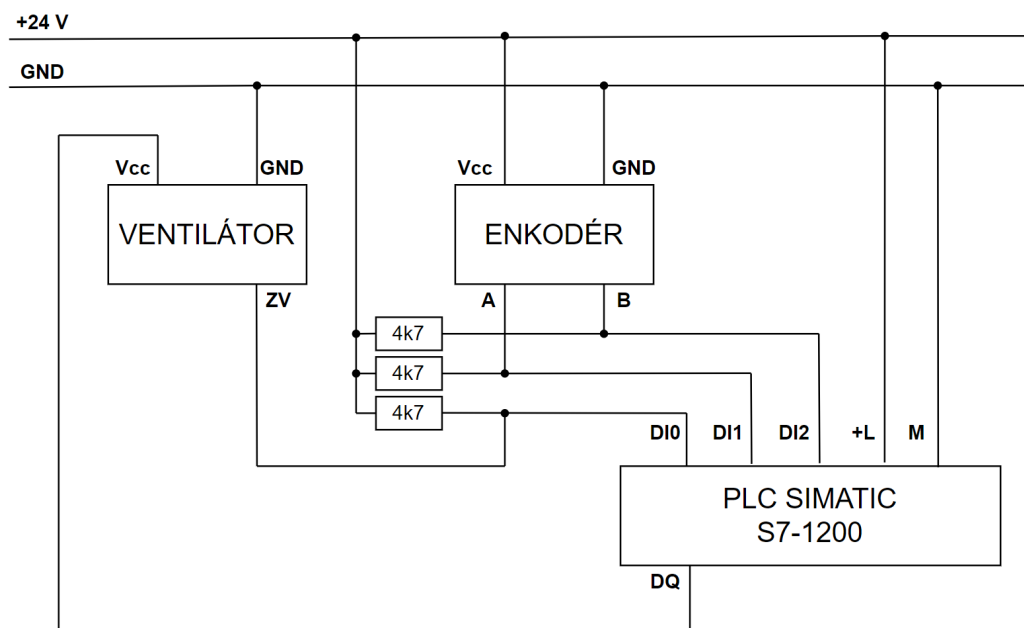 +24 V
GND
Vcc
GND
Vcc
GND
VENTILÁTOR
ENKODÉR
ZV
A
B
4k7
4k7
4k7
DI0
DI1
DI2
+L
M
PLC SIMATIC
S7-1200
DQ